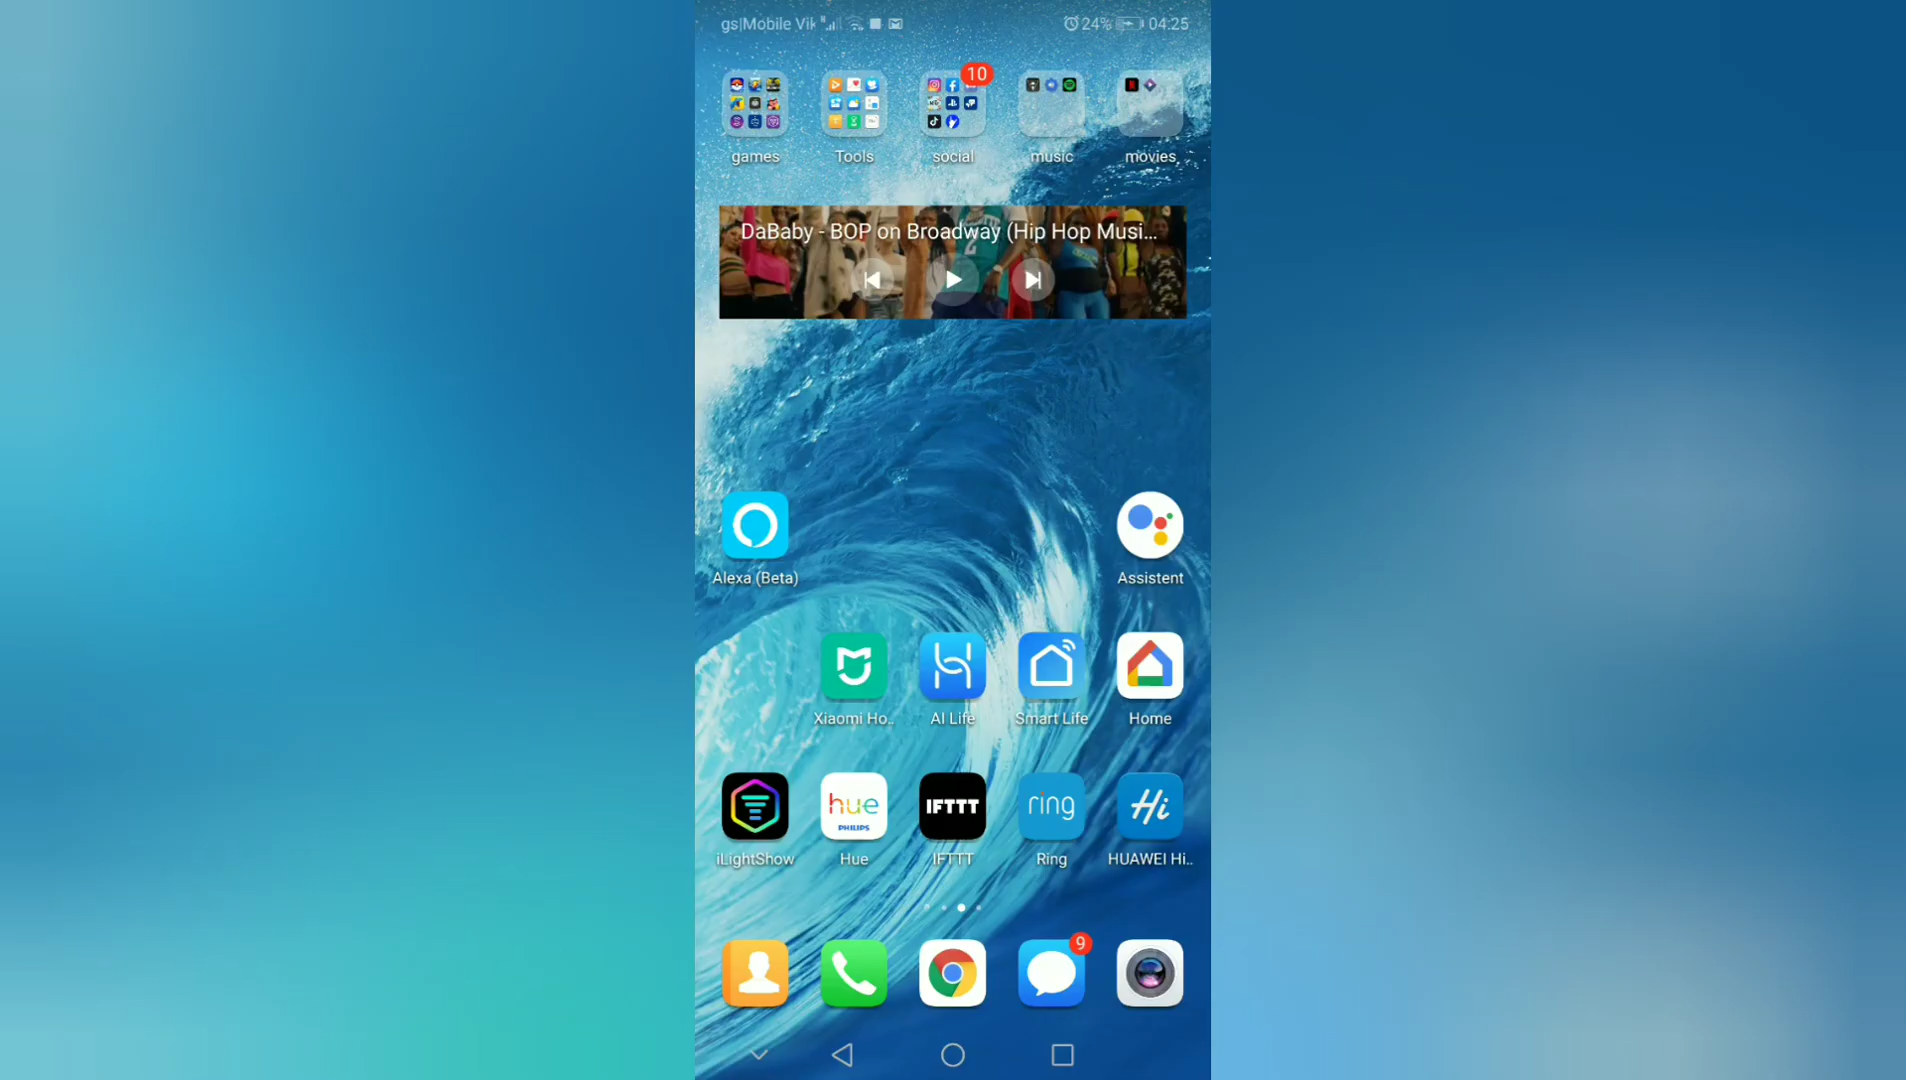 gs|Mobile Vik 24% 04:25
10
games Tools social music movies
DaBaby - BOP on Broadway (Hip Hop Musi...
Alexa (Beta) Assistent
Xiaomi Ho.. AI Life Smart Life Home
hue PHILIPS IFTTT ring Hi
iLightShow Hue IFTTT Ring HUAWEI Hi..
9